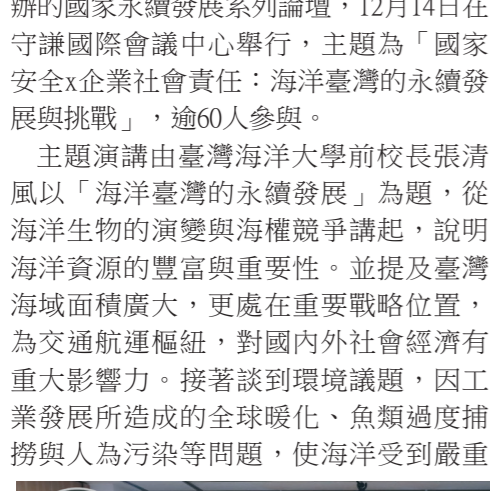 辦的國家永續發展系列論壇，12月14日在
守謙國際會議中心舉行，主題為「國家
安全x企業社會責任：海洋臺灣的永續發
展與挑戰」，逾60人參與。
主題演講由臺灣海洋大學前校長張清
風以「海洋臺灣的永續發展」為題，從
海洋生物的演變與海權競爭講起，說明
海洋資源的豐富與重要性。並提及臺灣
海域面積廣大，更處在重要戰略位置，
為交通航運樞紐，對國內外社會經濟有
重大影響力。接著談到環境議題，因工
業發展所造成的全球暖化、魚類過度捕
撈與人為污染等問題，使海洋受到嚴重